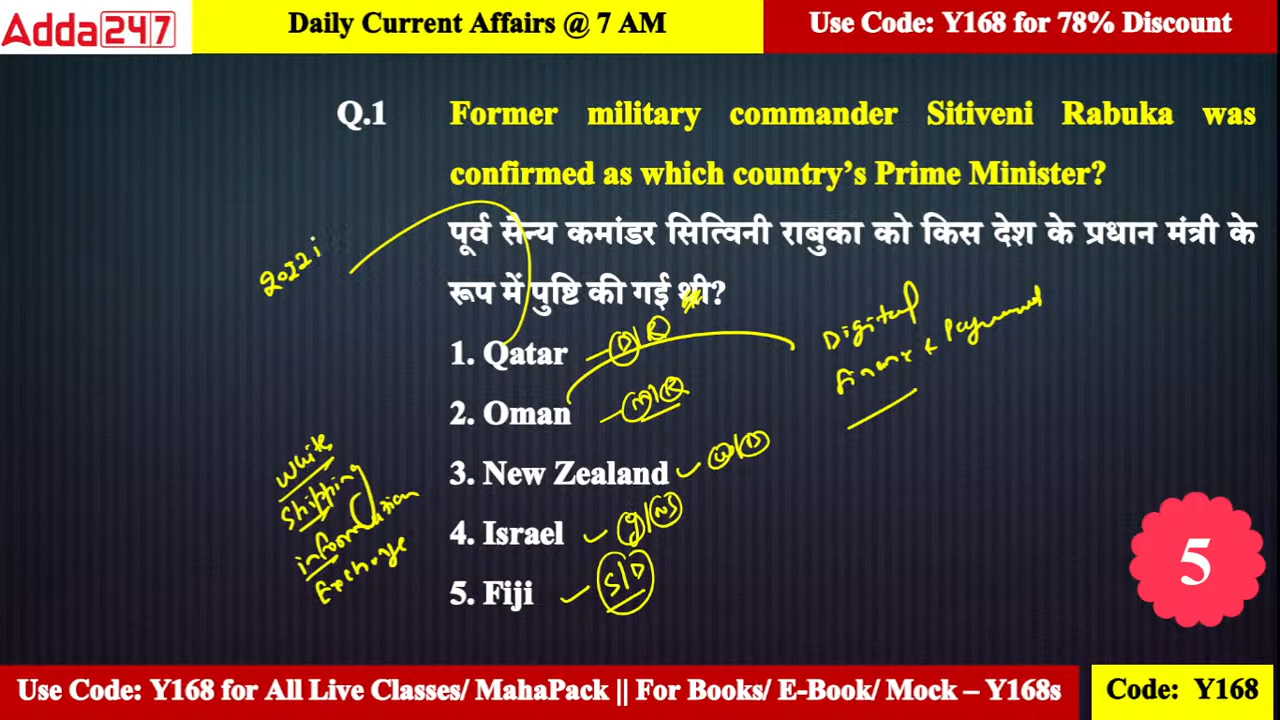 Adda247
Daily Current Affairs @ 7 AM
Use Code: Y168 for 78% Discount
Q.1 Former military commander Sitiveni Rabuka was
confirmed as which country's Prime Minister?
पूर्व सैन्य कमांडर सित्विनी राबुका को किस देश के प्रधान मंत्री के
रूप में पुष्टि की गई थी?
2022
1. Qatar D/R
2. Oman M/R
3. New Zealand W/D
4. Israel J/NS
5. Fiji S/D
Digital
Finance + Payment
White
Shipping
information
Exchange
5
Use Code: Y168 for All Live Classes/ MahaPack || For Books/ E-Book/ Mock – Y168s
Code: Y168